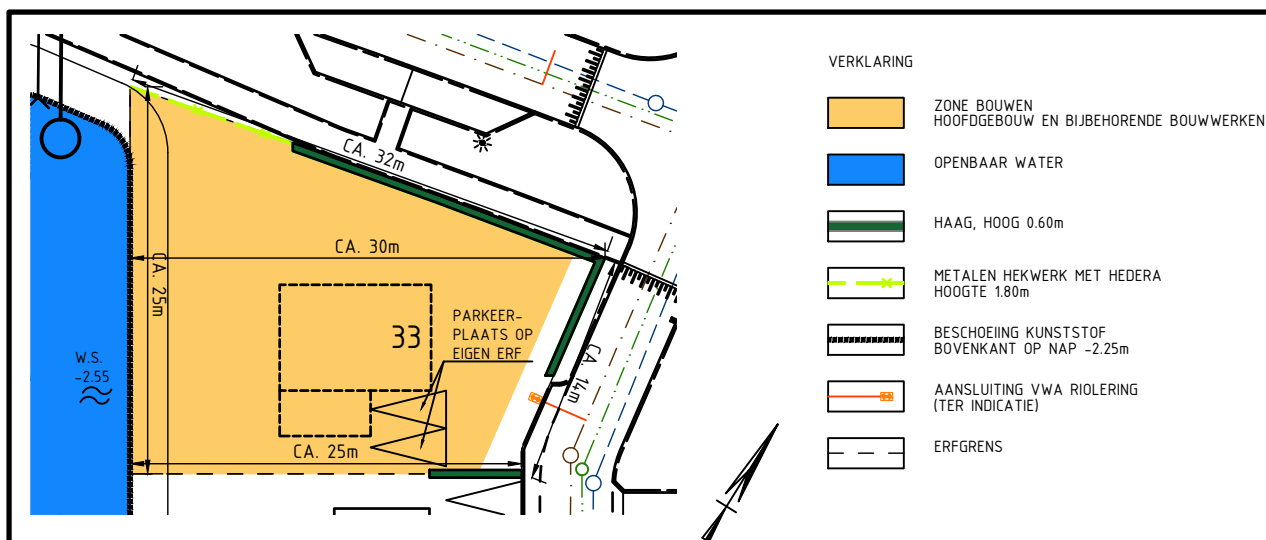 CA. 32m
CA. 30m
CA. 25m
33
PARKEER-
PLAATS OP
EIGEN ERF
W.S.
-2.55
CA. 14m
CA. 25m
VERKLARING
ZONE BOUWEN
HOOFDGEBOUW EN BIJBEHORENDE BOUWWERKEN
OPENBAAR WATER
HAAG, HOOG 0.60m
METALEN HEKWERK MET HEDERA
HOOGTE 1.80m
BESCHOEIING KUNSTSTOF
BOVENKANT OP NAP -2.25m
AANSLUITING VWA RIOLERING
(TER INDICATIE)
ERFGRENS